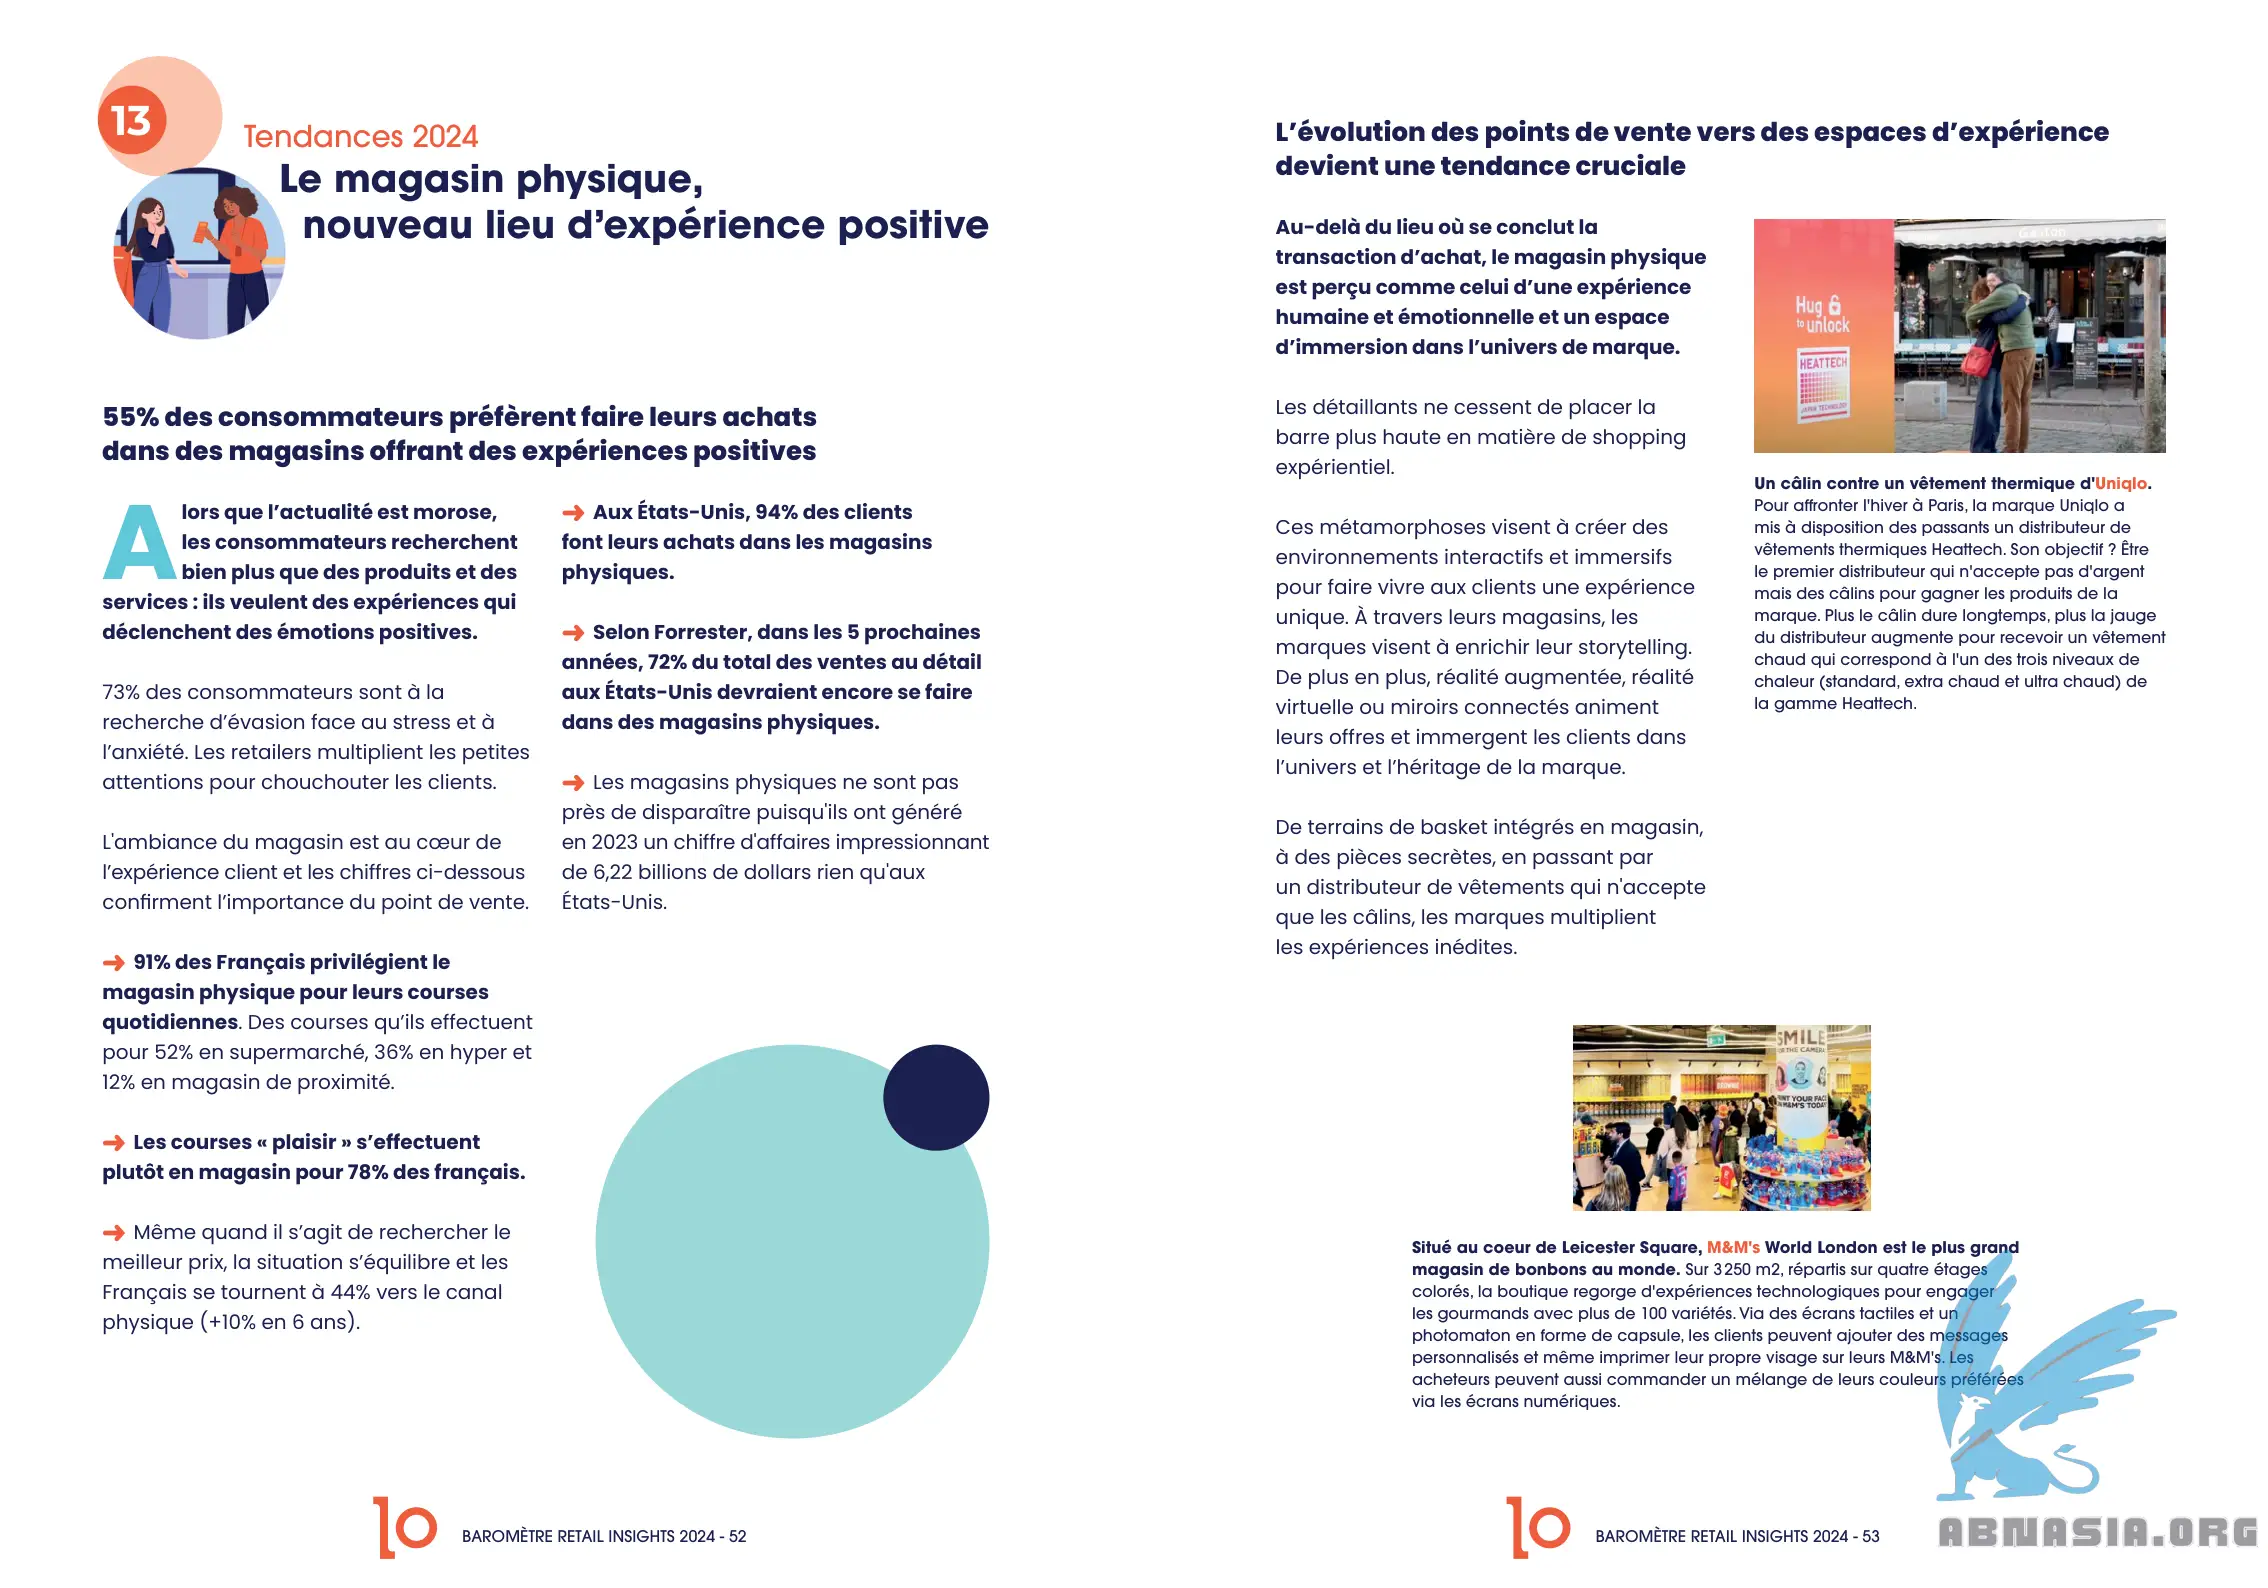 13
Tendances 2024
Le magasin physique,
nouveau lieu d’expérience positive
55% des consommateurs préfèrent faire leurs achats
dans des magasins offrant des expériences positives
Alors que l’actualité est morose,
les consommateurs recherchent
bien plus que des produits et des
services : ils veulent des expériences qui
déclenchent des émotions positives.
73% des consommateurs sont à la
recherche d’évasion face au stress et à
l’anxiété. Les retailers multiplient les petites
attentions pour chouchouter les clients.
L'ambiance du magasin est au cœur de
l’expérience client et les chiffres ci-dessous
confirment l’importance du point de vente.
➜ 91% des Français privilégient le
magasin physique pour leurs courses
quotidiennes. Des courses qu’ils effectuent
pour 52% en supermarché, 36% en hyper et
12% en magasin de proximité.
➜ Les courses « plaisir » s’effectuent
plutôt en magasin pour 78% des français.
➜ Même quand il s’agit de rechercher le
meilleur prix, la situation s’équilibre et les
Français se tournent à 44% vers le canal
physique (+10% en 6 ans).
➜ Aux États-Unis, 94% des clients
font leurs achats dans les magasins
physiques.
➜ Selon Forrester, dans les 5 prochaines
années, 72% du total des ventes au détail
aux États-Unis devraient encore se faire
dans des magasins physiques.
➜ Les magasins physiques ne sont pas
près de disparaître puisqu'ils ont généré
en 2023 un chiffre d'affaires impressionnant
de 6,22 billions de dollars rien qu'aux
États-Unis.
10 BAROMÈTRE RETAIL INSIGHTS 2024 - 52
L’évolution des points de vente vers des espaces d’expérience
devient une tendance cruciale
Au-delà du lieu où se conclut la
transaction d’achat, le magasin physique
est perçu comme celui d’une expérience
humaine et émotionnelle et un espace
d’immersion dans l’univers de marque.
Les détaillants ne cessent de placer la
barre plus haute en matière de shopping
expérientiel.
Ces métamorphoses visent à créer des
environnements interactifs et immersifs
pour faire vivre aux clients une expérience
unique. À travers leurs magasins, les
marques visent à enrichir leur storytelling.
De plus en plus, réalité augmentée, réalité
virtuelle ou miroirs connectés animent
leurs offres et immergent les clients dans
l’univers et l’héritage de la marque.
De terrains de basket intégrés en magasin,
à des pièces secrètes, en passant par
un distributeur de vêtements qui n'accepte
que les câlins, les marques multiplient
les expériences inédites.
Hug
to unlock
HEATTECH
JAPAN TECHNOLOGY
Un câlin contre un vêtement thermique d'Uniqlo.
Pour affronter l'hiver à Paris, la marque Uniqlo a
mis à disposition des passants un distributeur de
vêtements thermiques Heattech. Son objectif ? Être
le premier distributeur qui n'accepte pas d'argent
mais des câlins pour gagner les produits de la
marque. Plus le câlin dure longtemps, plus la jauge
du distributeur augmente pour recevoir un vêtement
chaud qui correspond à l'un des trois niveaux de
chaleur (standard, extra chaud et ultra chaud) de
la gamme Heattech.
SMILE
THE CAMERA
YOUR FACE
M&M'S TODAY
Situé au coeur de Leicester Square, M&M's World London est le plus grand
magasin de bonbons au monde. Sur 3 250 m2, répartis sur quatre étages
colorés, la boutique regorge d'expériences technologiques pour engager
les gourmands avec plus de 100 variétés. Via des écrans tactiles et un
photomaton en forme de capsule, les clients peuvent ajouter des messages
personnalisés et même imprimer leur propre visage sur leurs M&M's. Les
acheteurs peuvent aussi commander un mélange de leurs couleurs préférées
via les écrans numériques.
10 BAROMÈTRE RETAIL INSIGHTS 2024 - 53
ABNASIA.ORG